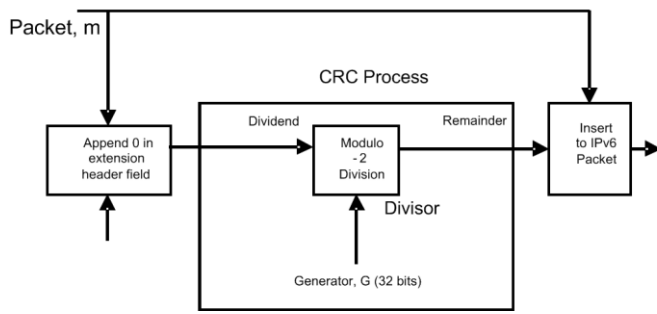 Packet, m
CRC Process
Dividend
Remainder
Append 0 in
extension
header field
Modulo
- 2
Division
Insert
to IPv6
Packet
Divisor
Generator, G (32 bits)